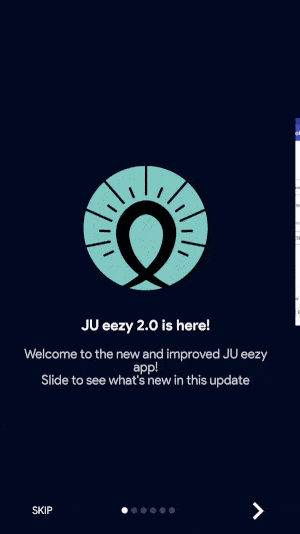 JU eezy 2.0 is here!
Welcome to the new and improved JU eezy
app!
Slide to see what's new in this update
SKIP